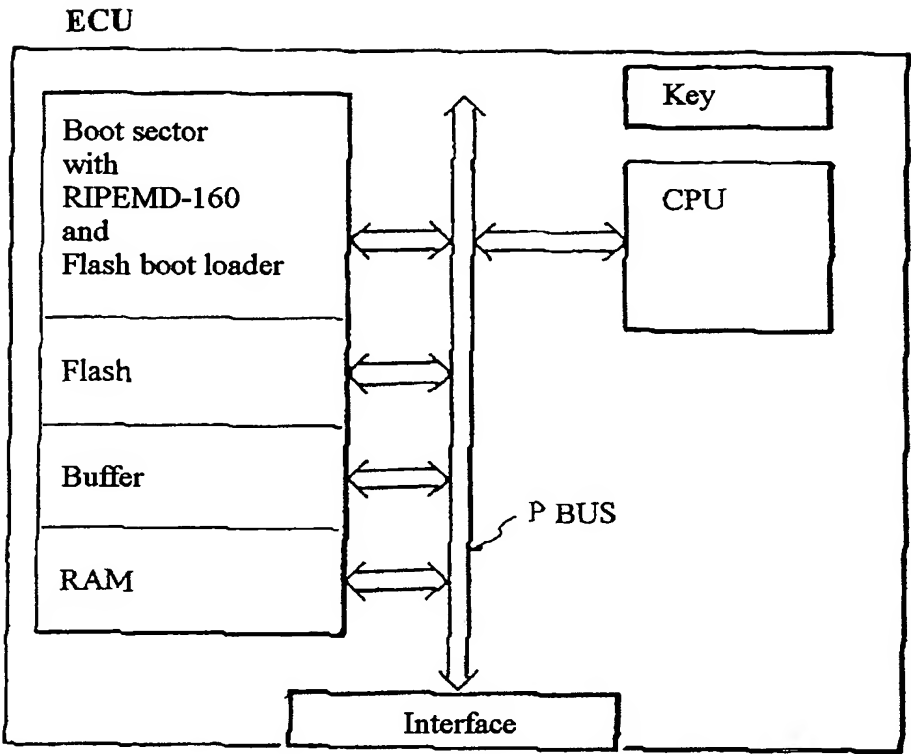 ECU
Boot sector
with
RIPEMD-160
and
Flash boot loader
Flash
Buffer
RAM
Key
CPU
P BUS
Interface